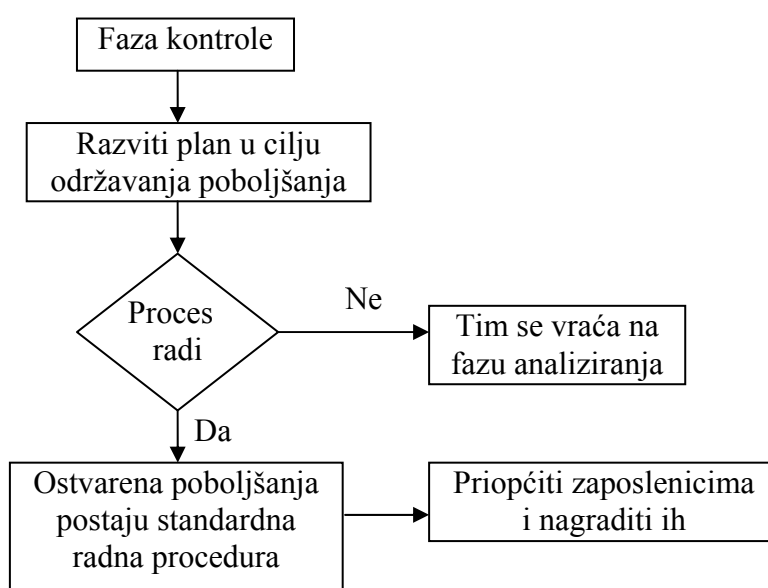 Faza kontrole
Razviti plan u cilju
održavanja poboljšanja
Proces
radi
Ne
Tim se vraća na
fazu analiziranja
Da
Ostvarena poboljšanja
postaju standardna
radna procedura
Priopćiti zaposlenicima
i nagraditi ih